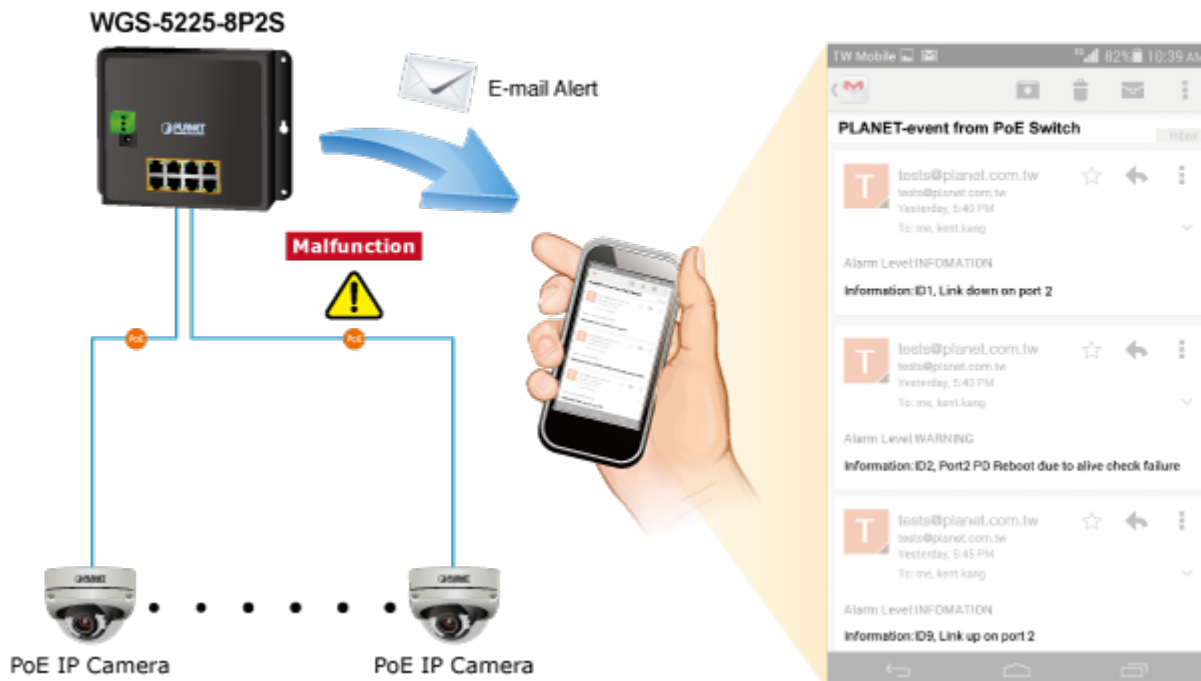 WGS-5225-8P2S
PLANET
E-mail Alert
Malfunction
PoE
PoE
PLANET
PLANET
PoE IP Camera
PoE IP Camera
TW Mobile
3G 82% 10:39 AM
PLANET-event from PoE Switch
Inbox
T
tests@planet.com.tw
tests@planet.com.tw
Yesterday, 5:40 PM
To: me, kent.kang
Alarm Level:INFOMATION
Information:ID1, Link down on port 2
T
tests@planet.com.tw
tests@planet.com.tw
Yesterday, 5:40 PM
To: me, kent.kang
Alarm Level:WARNING
Information:ID2, Port2 PD Reboot due to alive check failure
T
tests@planet.com.tw
tests@planet.com.tw
Yesterday, 5:45 PM
To: me, kent.kang
Alarm Level:INFOMATION
Information:ID9, Link up on port 2